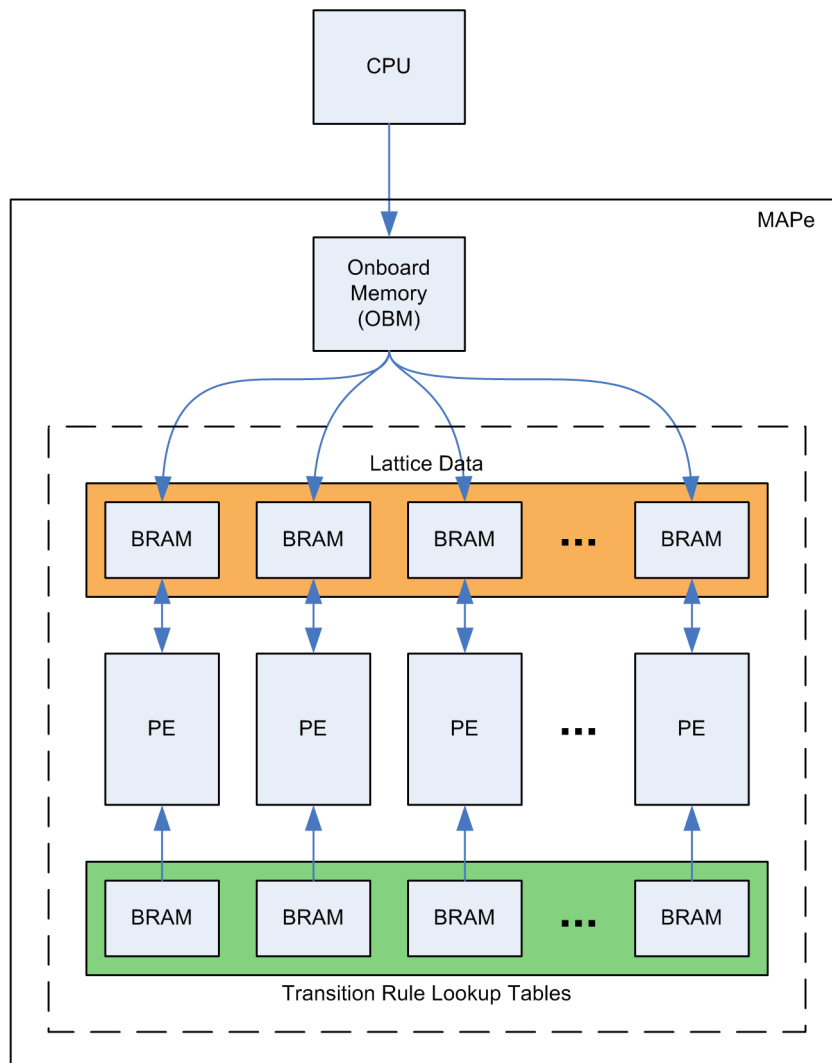 CPU
MAPe
Onboard
Memory
(OBM)
Lattice Data
BRAM BRAM BRAM ... BRAM
PE PE PE ... PE
BRAM BRAM BRAM ... BRAM
Transition Rule Lookup Tables